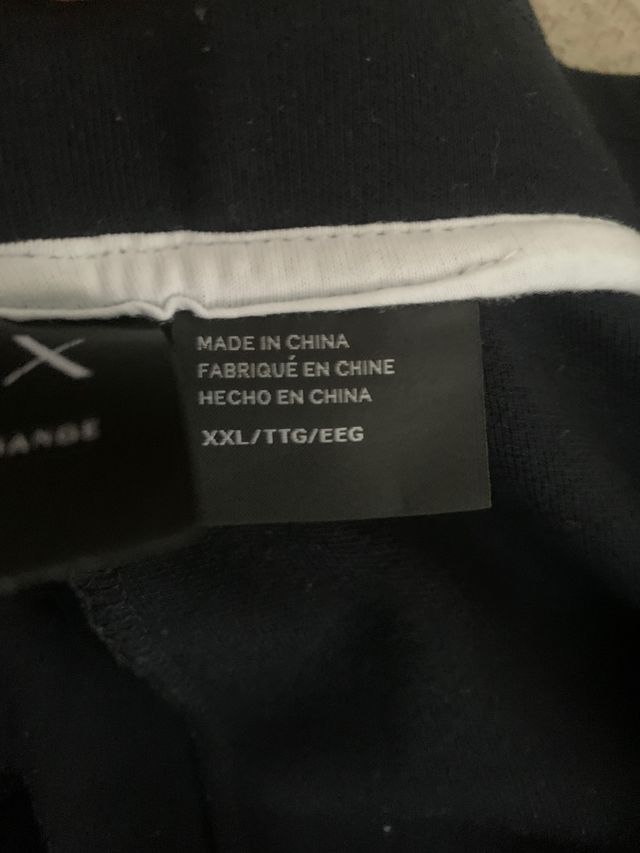 X
MADE IN CHINA
FABRIQUÉ EN CHINE
HECHO EN CHINA
XXL/TTG/EEG